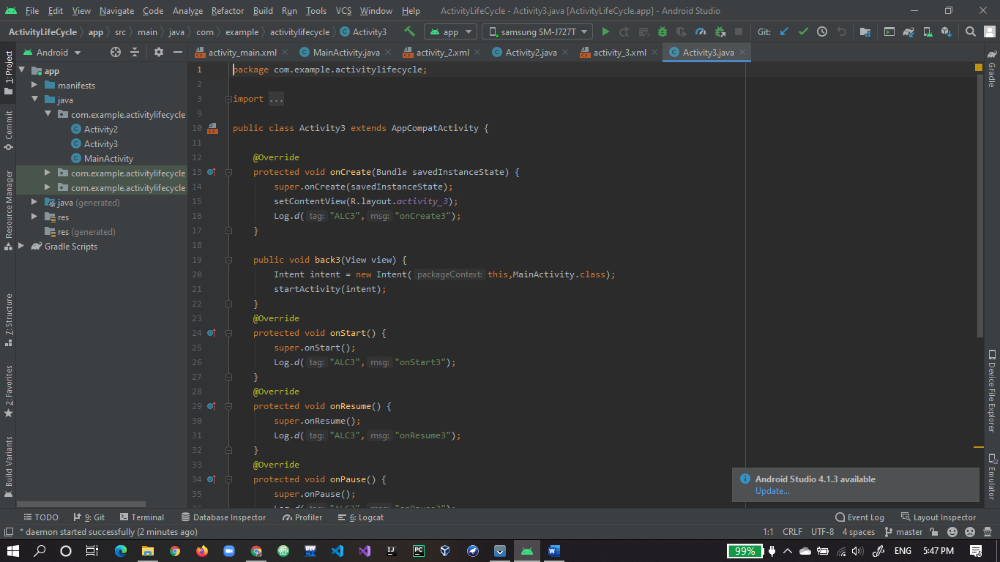 File Edit View Navigate Code Analyze Refactor Build Run Tools VCS Window Help ActivityLifeCycle - Activity3.java [ActivityLifeCycle.app] - Android Studio
ActivityLifeCycle app src main java com example activitylifecycle Activity3 app samsung SM-J727T Git:
Android activity_main.xml MainActivity.java activity_2.xml Activity2.java activity_3.xml Activity3.java
1: Project
Commit
Resource Manager
7: Structure
2: Favorites
Build Variants
app
manifests
java
com.example.activitylifecycle
Activity2
Activity3
MainActivity
com.example.activitylifecycle
com.example.activitylifecycle
java (generated)
res
res (generated)
Gradle Scripts
1 package com.example.activitylifecycle;
2
3 import ...
9
10 public class Activity3 extends AppCompatActivity {
11
12 @Override
13 protected void onCreate(Bundle savedInstanceState) {
14 super.onCreate(savedInstanceState);
15 setContentView(R.layout.activity_3);
16 Log.d( tag: "ALC3", msg: "onCreate3");
17 }
18
19 public void back3(View view) {
20 Intent intent = new Intent( packageContext: this,MainActivity.class);
21 startActivity(intent);
22 }
23 @Override
24 protected void onStart() {
25 super.onStart();
26 Log.d( tag: "ALC3", msg: "onStart3");
27 }
28 @Override
29 protected void onResume() {
30 super.onResume();
31 Log.d( tag: "ALC3", msg: "onResume3");
32 }
33 @Override
34 protected void onPause() {
35 super.onPause();
36 Log.d( tag: "ALC3", msg: "onPause3");
Gradle
Device File Explorer
Emulator
Android Studio 4.1.3 available
Update...
TODO 9: Git Terminal Database Inspector Profiler 6: Logcat Event Log Layout Inspector
* daemon started successfully (2 minutes ago) 1:1 CRLF UTF-8 4 spaces master
99% ENG 5:47 PM